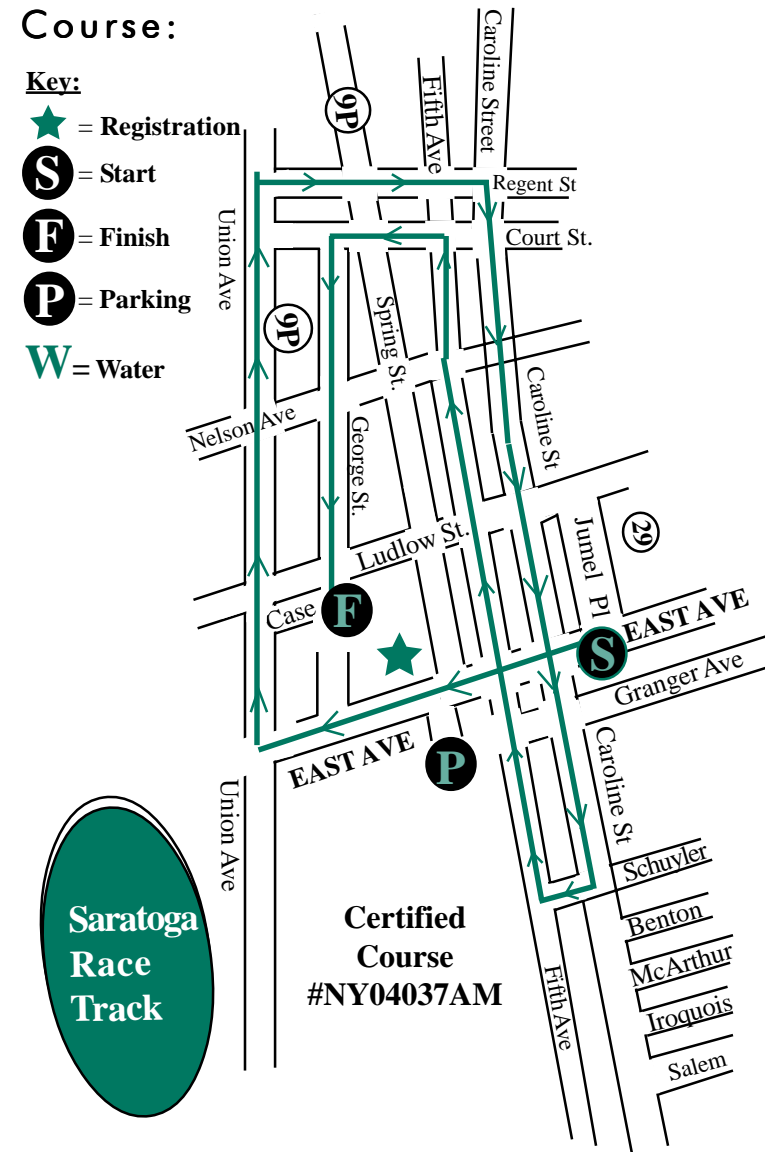 Course:
Key:
= Registration
S = Start
F = Finish
P = Parking
W = Water
9P
Fifth Ave
Caroline Street
Regent St
Court St.
Union Ave
9P
Spring St.
Nelson Ave
George St.
Caroline St
Ludlow St.
Jumel Pl
29
Case
F
S
EAST AVE
Granger Ave
EAST AVE
P
Caroline St
Union Ave
Schuyler
Benton
McArthur
Iroquois
Salem
Fifth Ave
Saratoga
Race
Track
Certified
Course
#NY04037AM